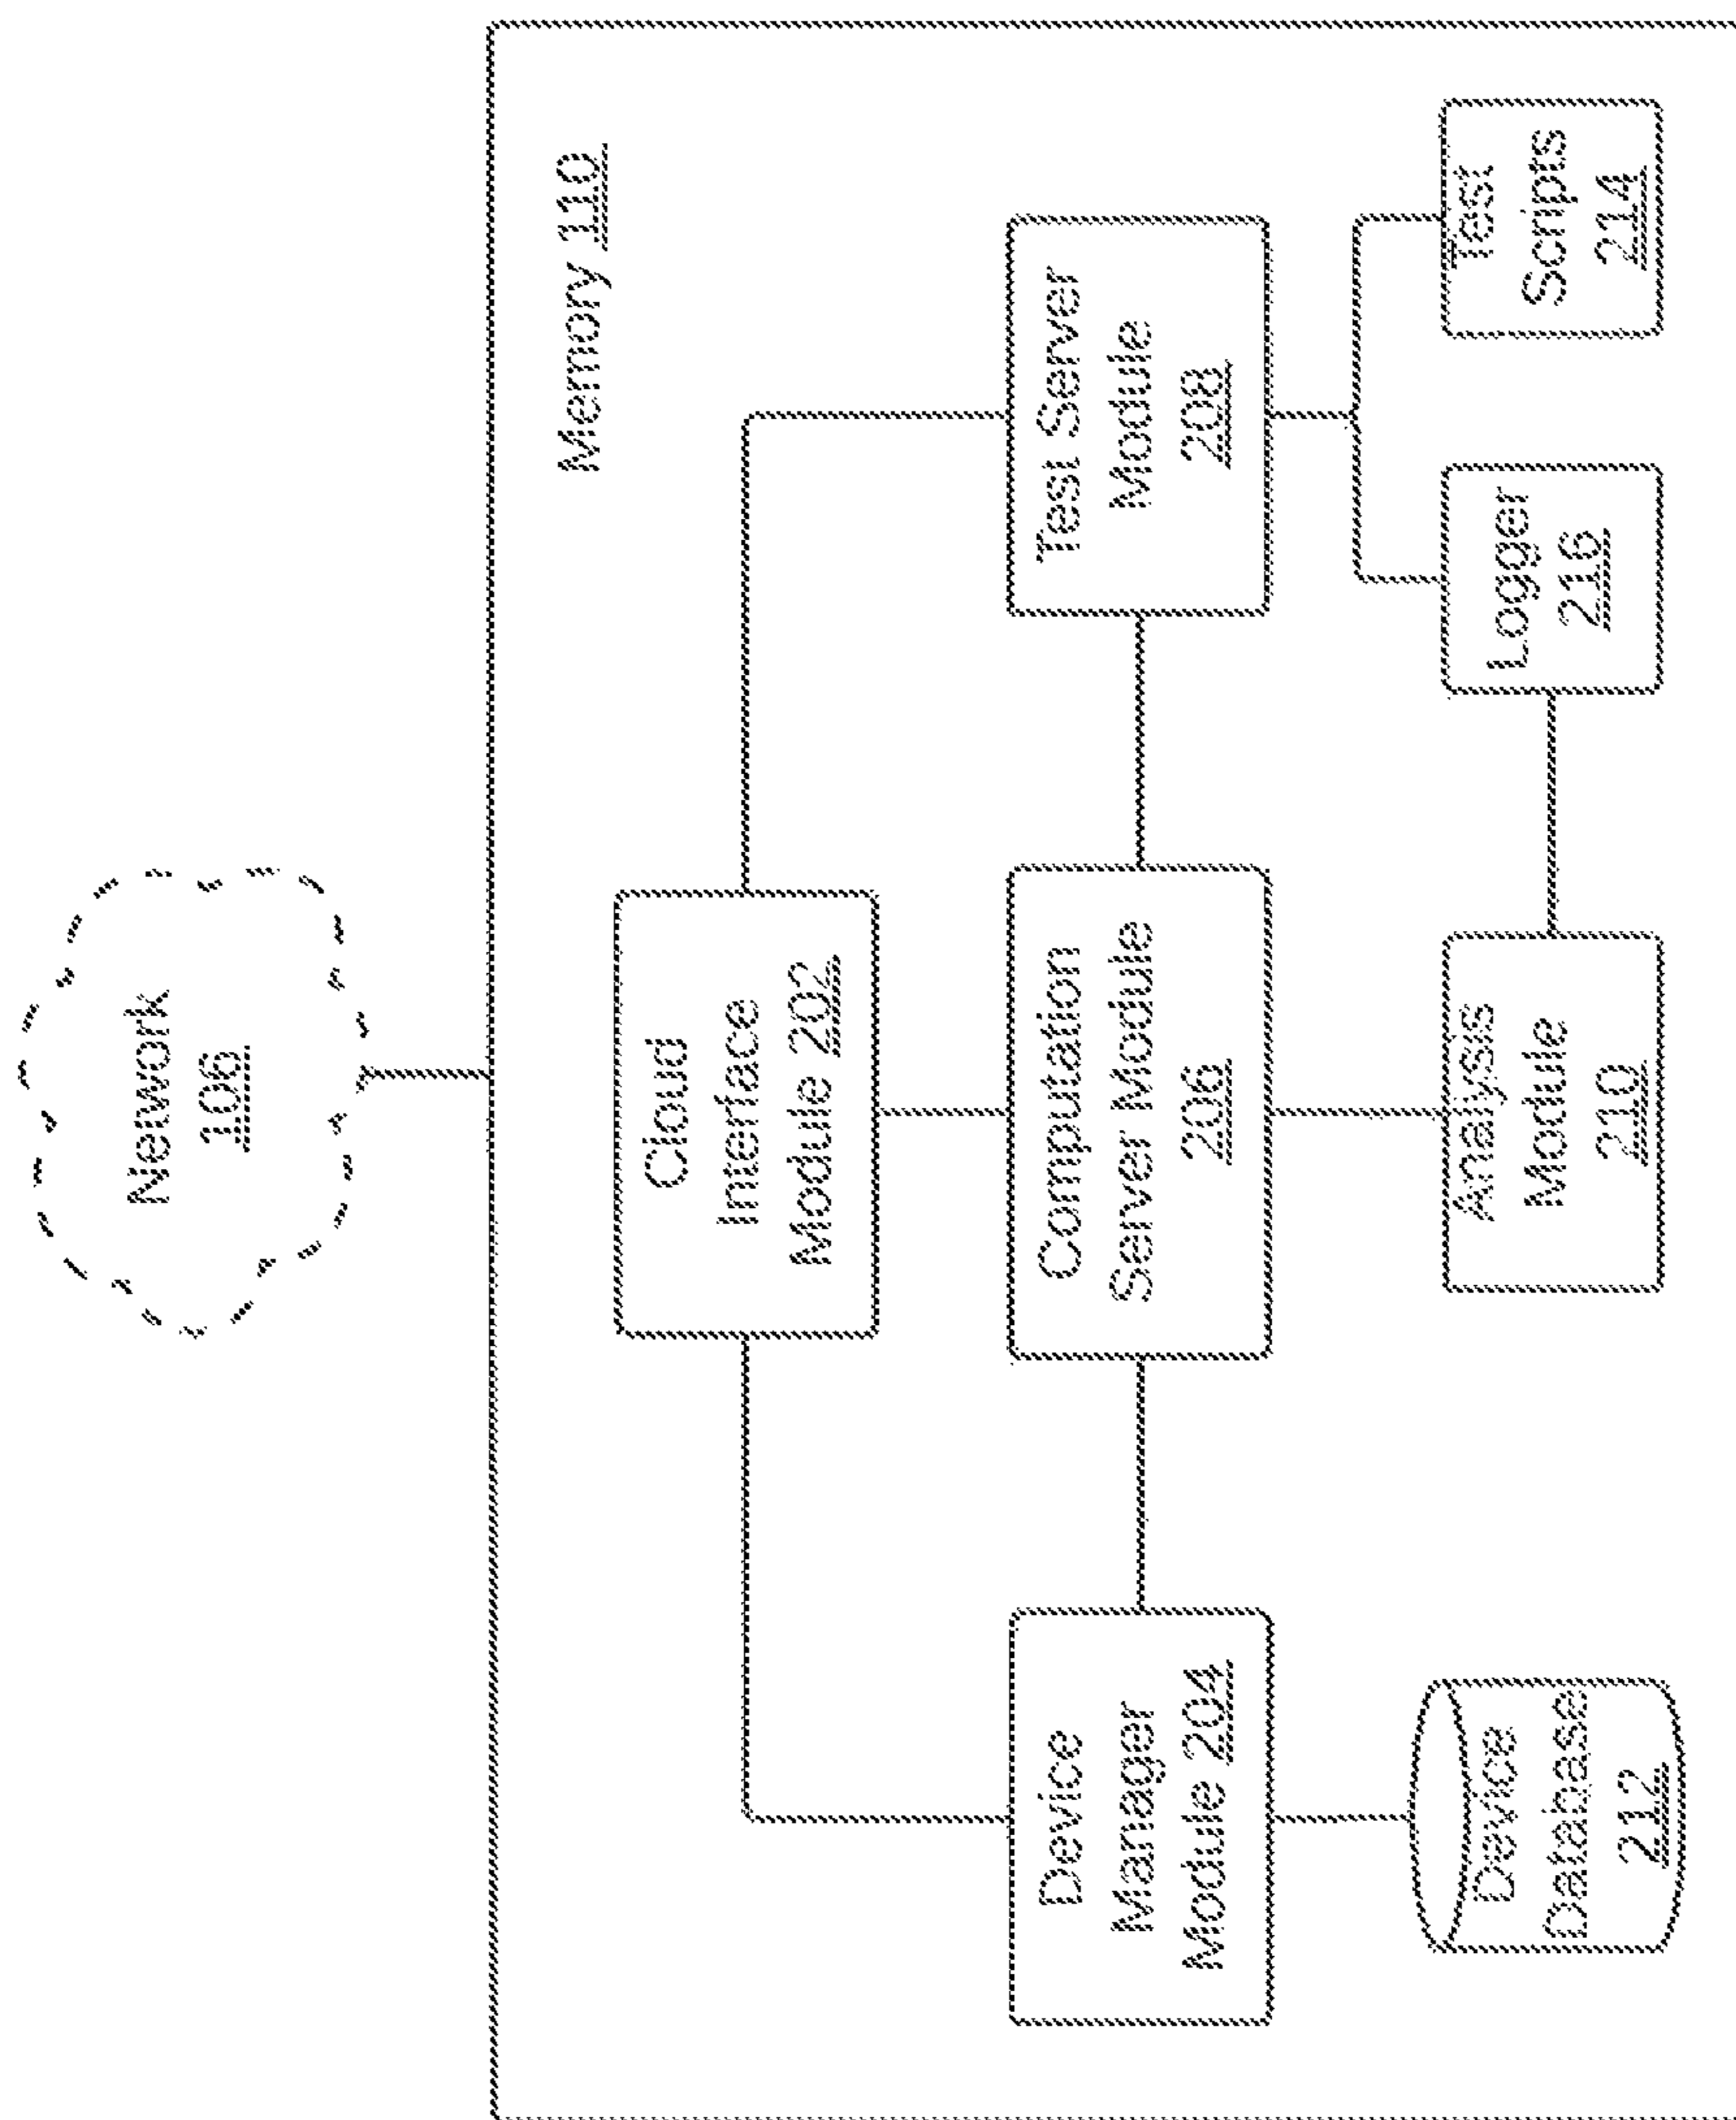 Network
106
Memory 110
Cloud
Interface
Module 202
Device
Manager
Module 204
Computation
Server Module
206
Test Server
Module
208
Device
Database
212
Analysis
Module
210
Logger
216
Test
Scripts
214